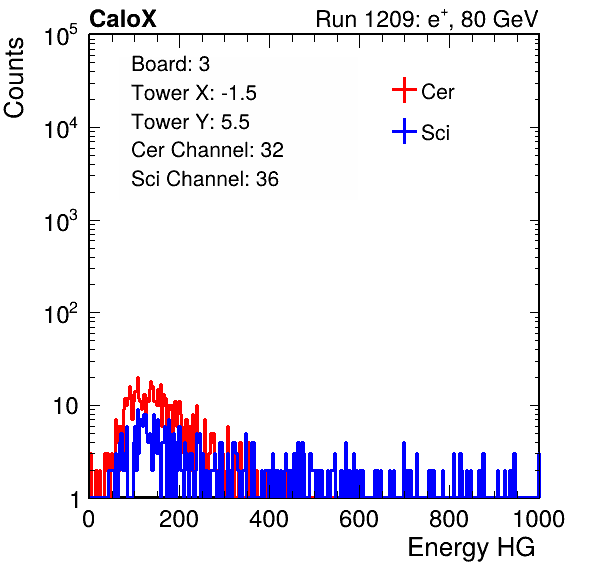 CaloX Run 1209: e⁺, 80 GeV
Counts
10⁵
10⁴
10³
10²
10
1
Board: 3
Tower X: -1.5
Tower Y: 5.5
Cer Channel: 32
Sci Channel: 36
Cer
Sci
0 200 400 600 800 1000
Energy HG